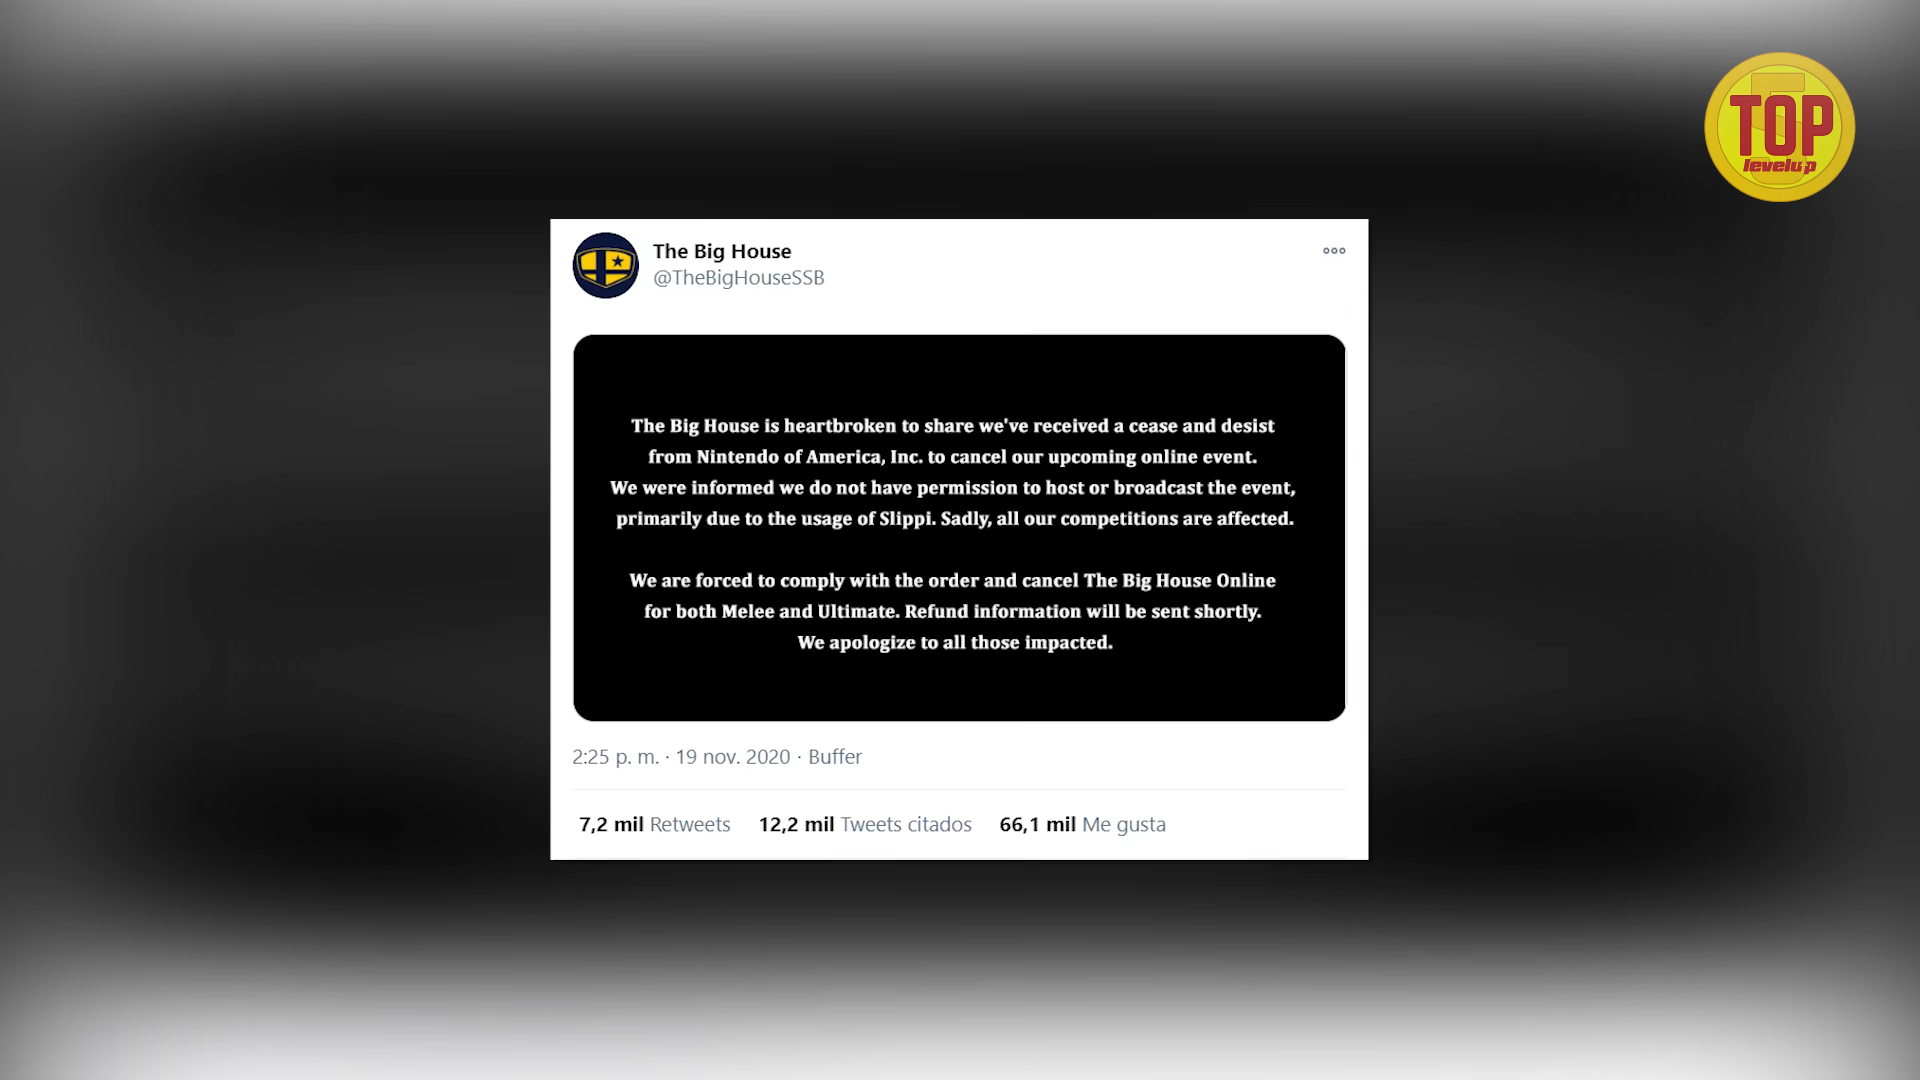 TOP
levelup
The Big House
@TheBigHouseSSB
The Big House is heartbroken to share we've received a cease and desist
from Nintendo of America, Inc. to cancel our upcoming online event.
We were informed we do not have permission to host or broadcast the event,
primarily due to the usage of Slippi. Sadly, all our competitions are affected.
We are forced to comply with the order and cancel The Big House Online
for both Melee and Ultimate. Refund information will be sent shortly.
We apologize to all those impacted.
2:25 p. m. · 19 nov. 2020 · Buffer
7,2 mil Retweets 12,2 mil Tweets citados 66,1 mil Me gusta